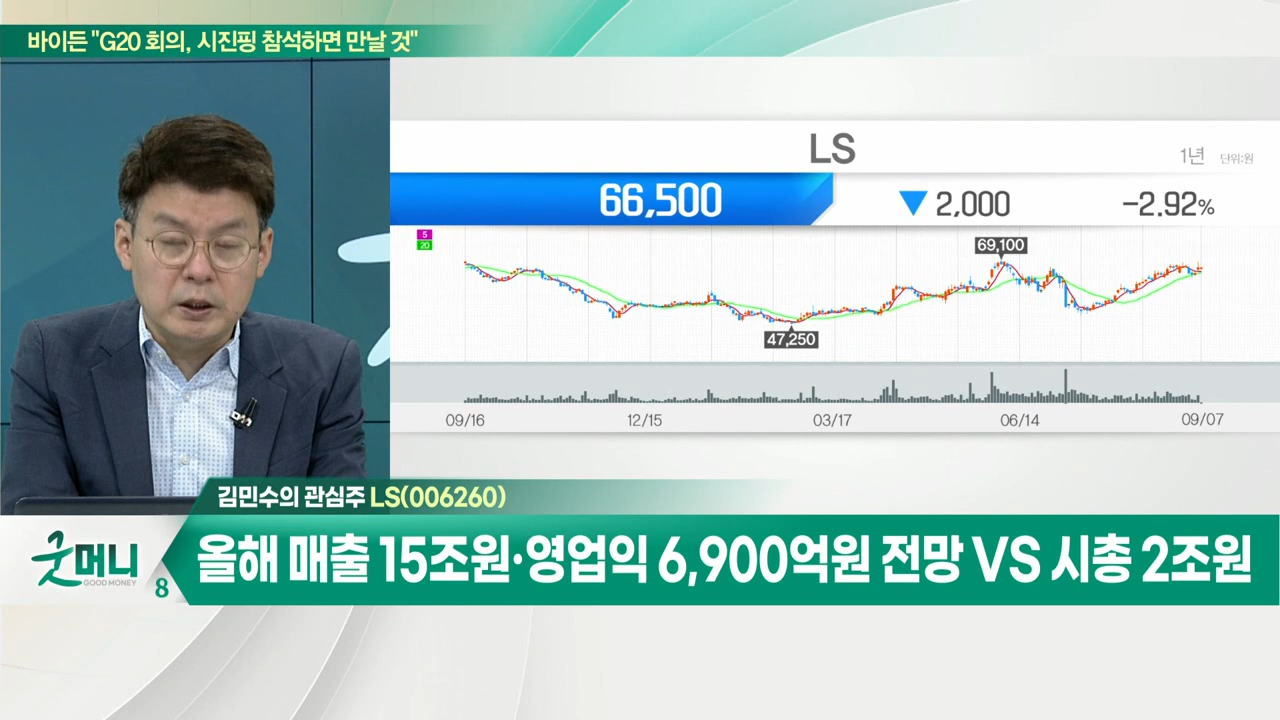 바이든 "G20 회의, 시진핑 참석하면 만날 것"
LS
1년 단위:원
66,500 ▼ 2,000 -2.92%
5
20
69,100
47,250
09/16 12/15 03/17 06/14 09/07
김민수의 관심주 LS(006260)
올해 매출 15조원·영업익 6,900억원 전망 VS 시총 2조원
굿머니
GOOD MONEY
8